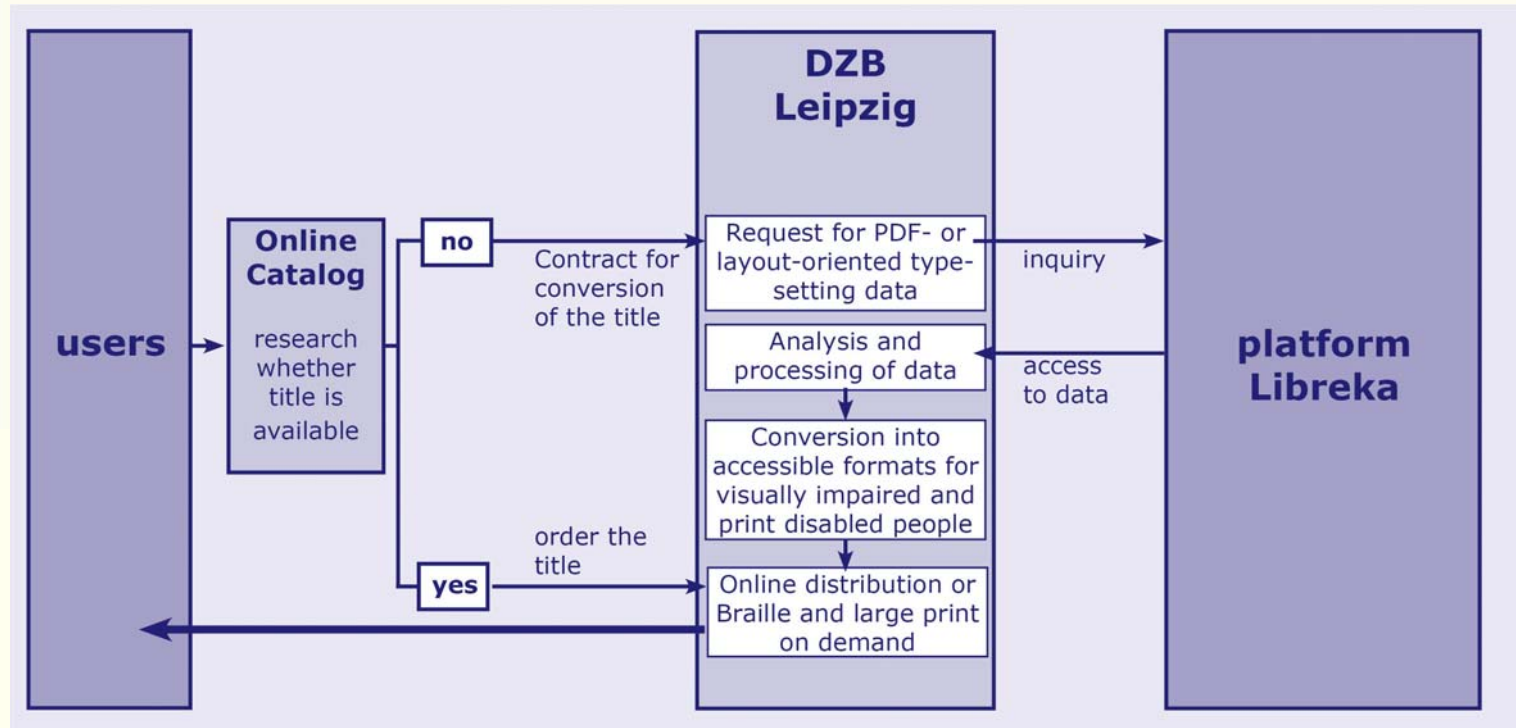 users
Online
Catalog
research
whether
title is
available
no
Contract for
conversion
of the title
yes
order the
title
DZB
Leipzig
Request for PDF- or
layout-oriented type-
setting data
Analysis and
processing of data
Conversion into
accessible formats for
visually impaired and
print disabled people
Online distribution or
Braille and large print
on demand
inquiry
access
to data
platform
Libreka